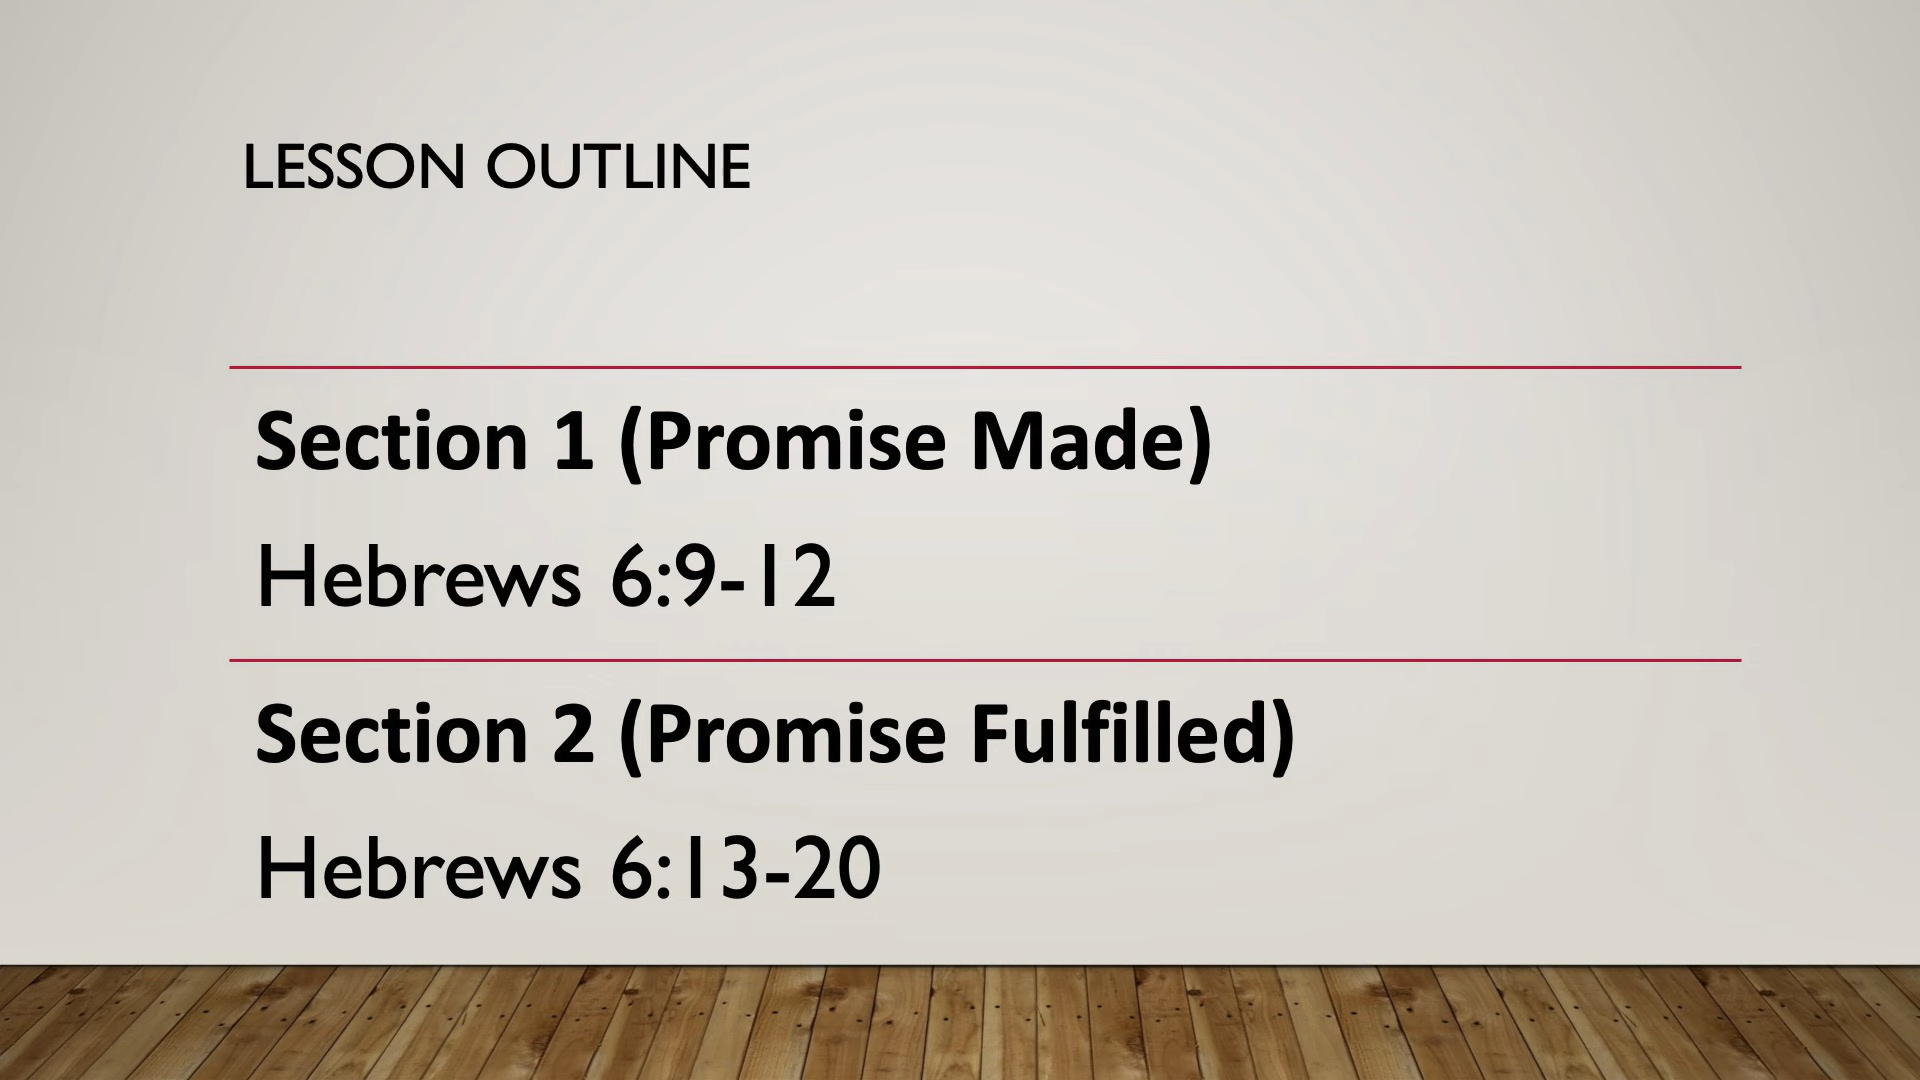 LESSON OUTLINE
Section 1 (Promise Made)
Hebrews 6:9-12
Section 2 (Promise Fulfilled)
Hebrews 6:13-20